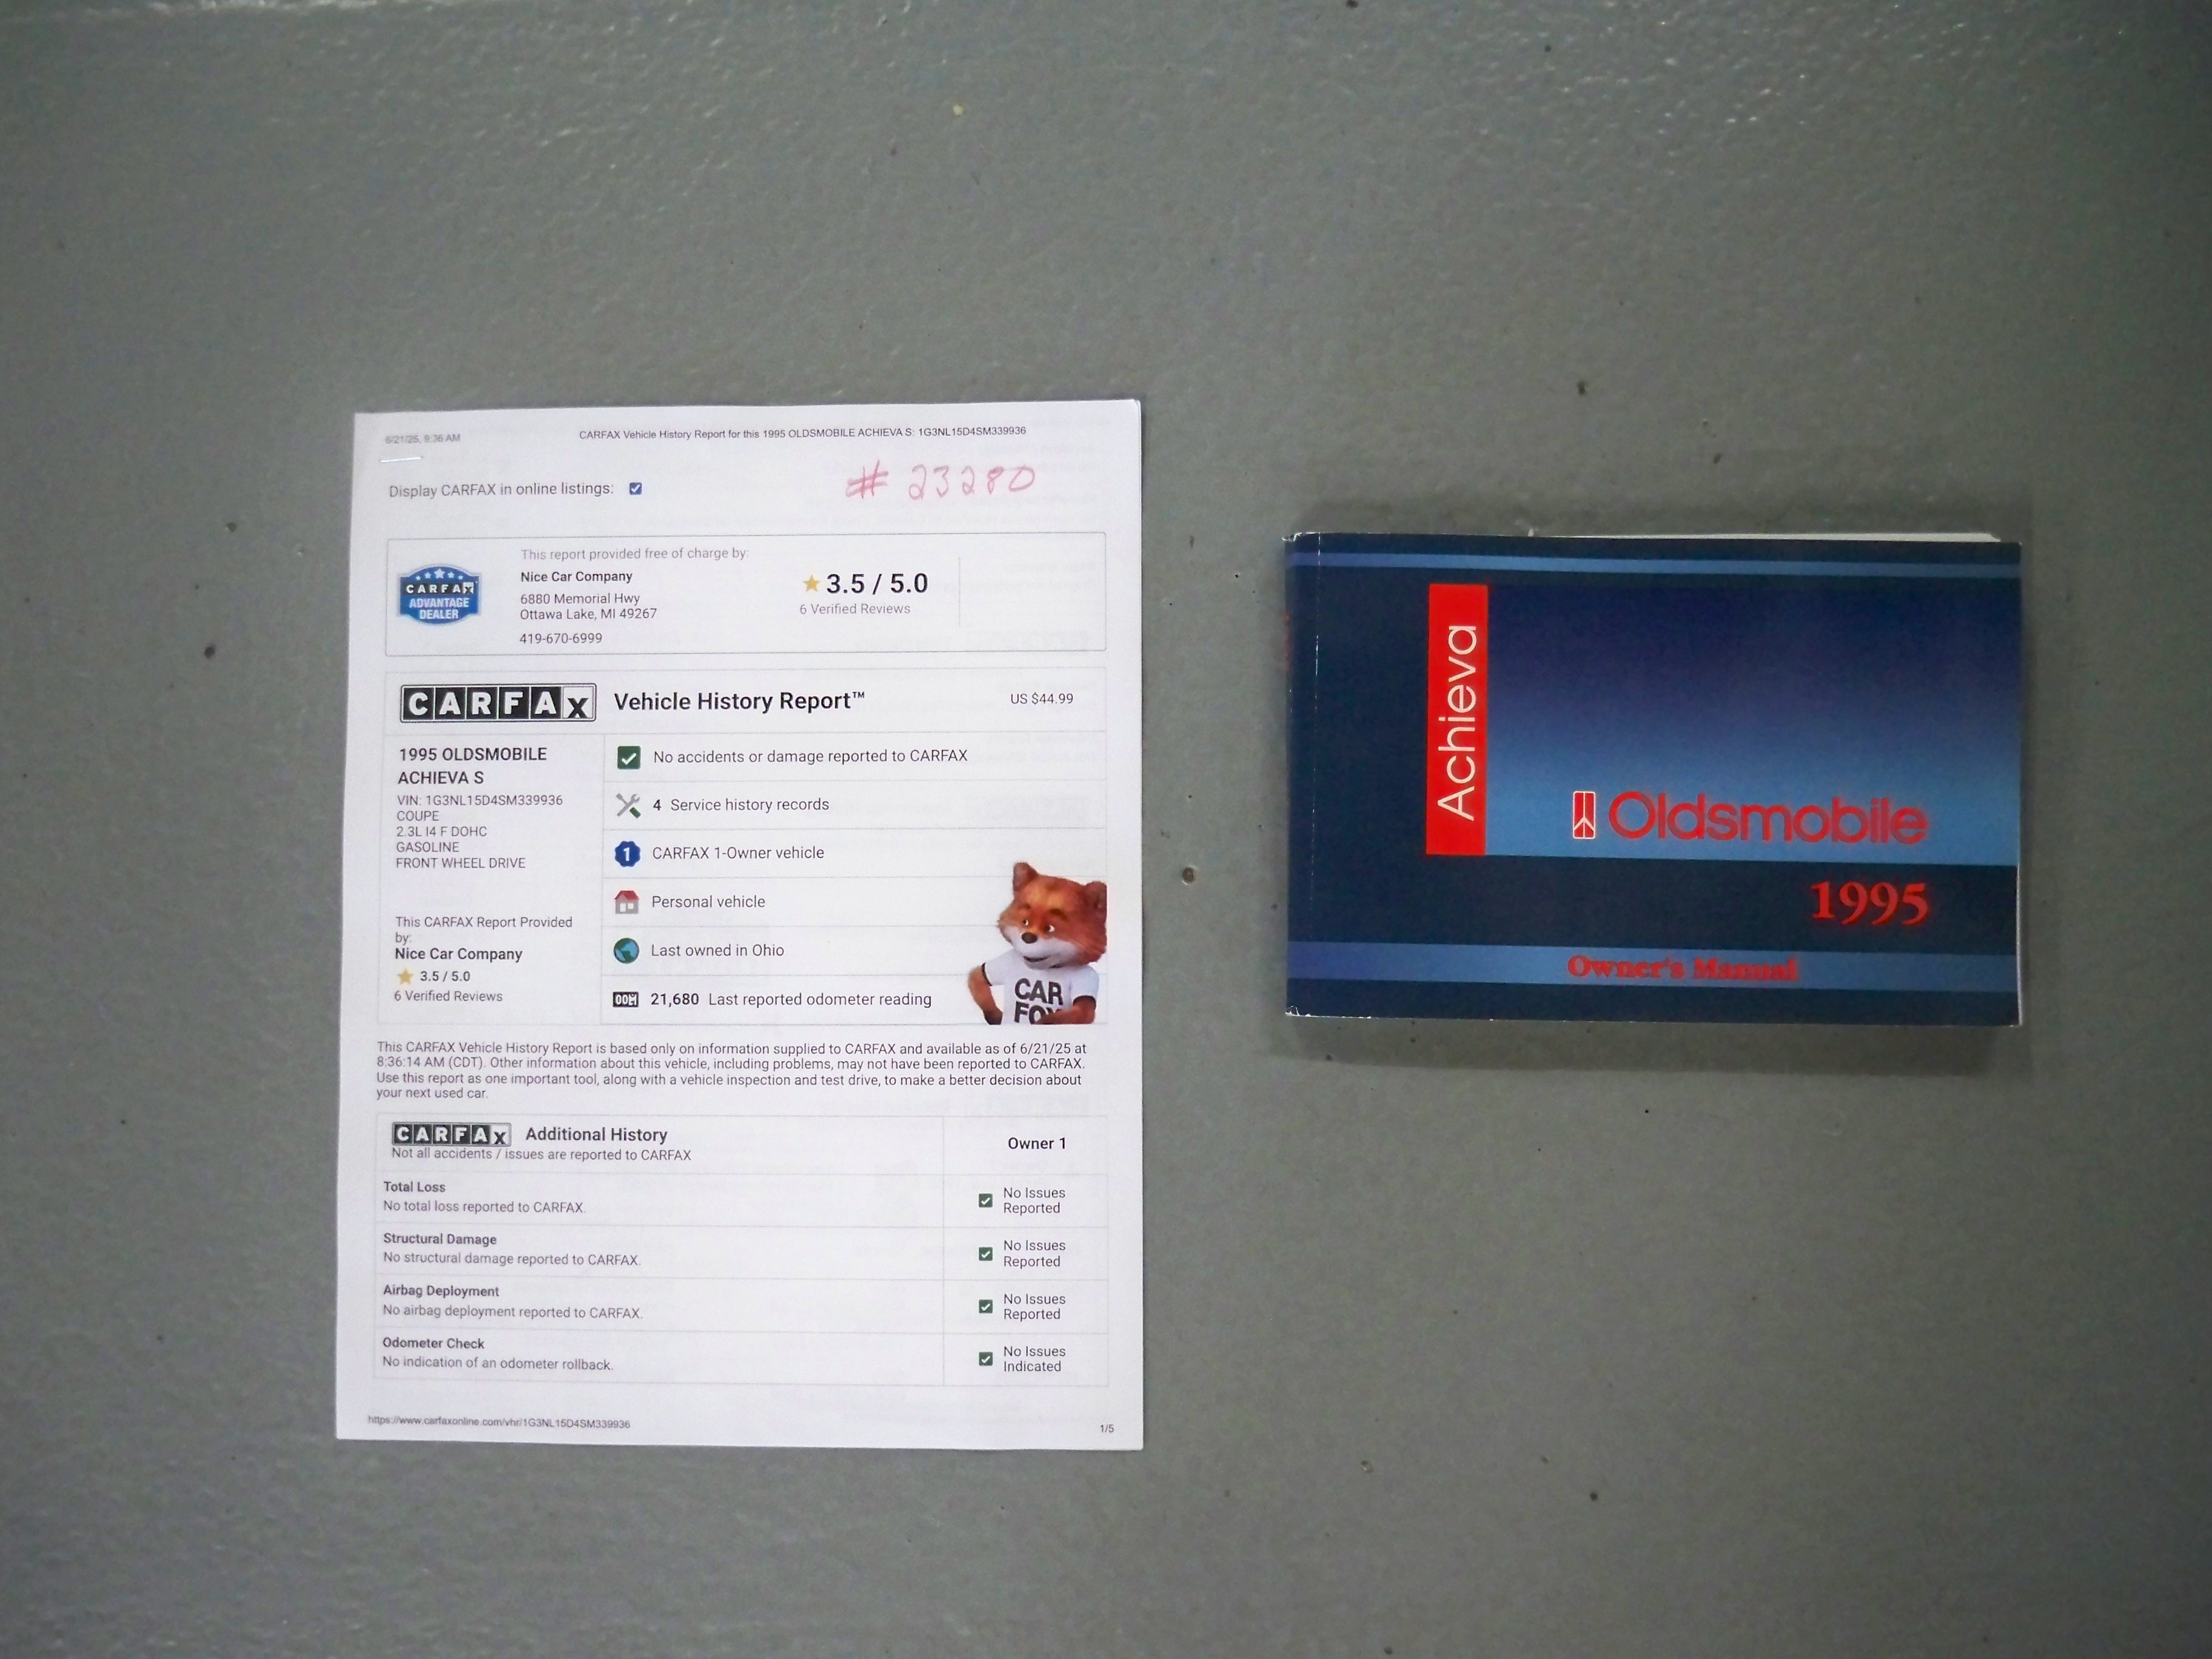 6/21/25, 9:36 AM
CARFAX Vehicle History Report for this 1995 OLDSMOBILE ACHIEVA S: 1G3NL15D4SM339936
Display CARFAX in online listings:
# 23280
CARFAX
ADVANTAGE
DEALER
This report provided free of charge by:
Nice Car Company
6880 Memorial Hwy
Ottawa Lake, MI 49267
419-670-6999
3.5 / 5.0
6 Verified Reviews
CARFAX Vehicle History Report™
US $44.99
1995 OLDSMOBILE
ACHIEVA S
VIN: 1G3NL15D4SM339936
COUPE
2.3L I4 F DOHC
GASOLINE
FRONT WHEEL DRIVE
This CARFAX Report Provided
by:
Nice Car Company
3.5 / 5.0
6 Verified Reviews
No accidents or damage reported to CARFAX
4 Service history records
1 CARFAX 1-Owner vehicle
Personal vehicle
Last owned in Ohio
ODM 21,680 Last reported odometer reading
CAR
FOX
This CARFAX Vehicle History Report is based only on information supplied to CARFAX and available as of 6/21/25 at
8:36:14 AM (CDT). Other information about this vehicle, including problems, may not have been reported to CARFAX.
Use this report as one important tool, along with a vehicle inspection and test drive, to make a better decision about
your next used car.
CARFAX Additional History
Not all accidents / issues are reported to CARFAX
Owner 1
Total Loss
No total loss reported to CARFAX.
No Issues
Reported
Structural Damage
No structural damage reported to CARFAX.
No Issues
Reported
Airbag Deployment
No airbag deployment reported to CARFAX.
No Issues
Reported
Odometer Check
No indication of an odometer rollback.
No Issues
Indicated
https://www.carfaxonline.com/vhr/1G3NL15D4SM339936
1/5
Achieva
Oldsmobile
1995
Owner's Manual